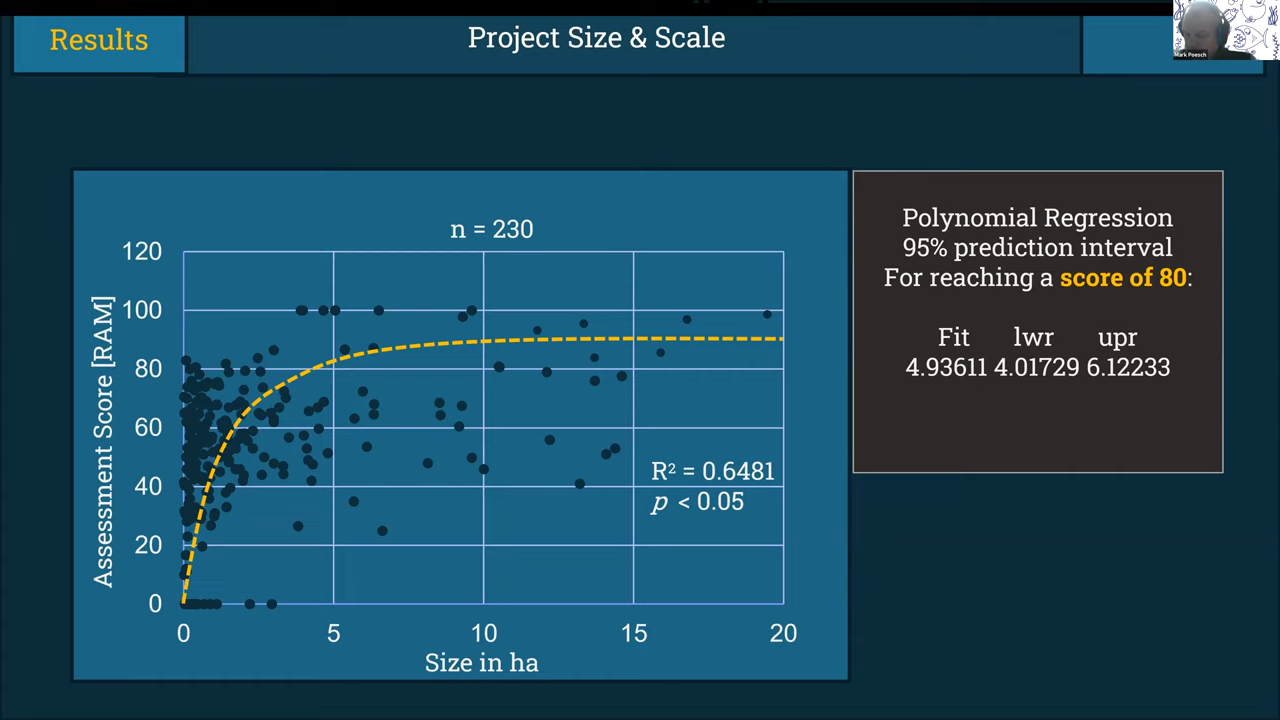 Results
Project Size & Scale
Mark Poesch
n = 230
120
100
80
60
40
20
0
Assessment Score [RAM]
R² = 0.6481
p < 0.05
0 5 10 15 20
Size in ha
Polynomial Regression
95% prediction interval
For reaching a score of 80:
Fit lwr upr
4.93611 4.01729 6.12233